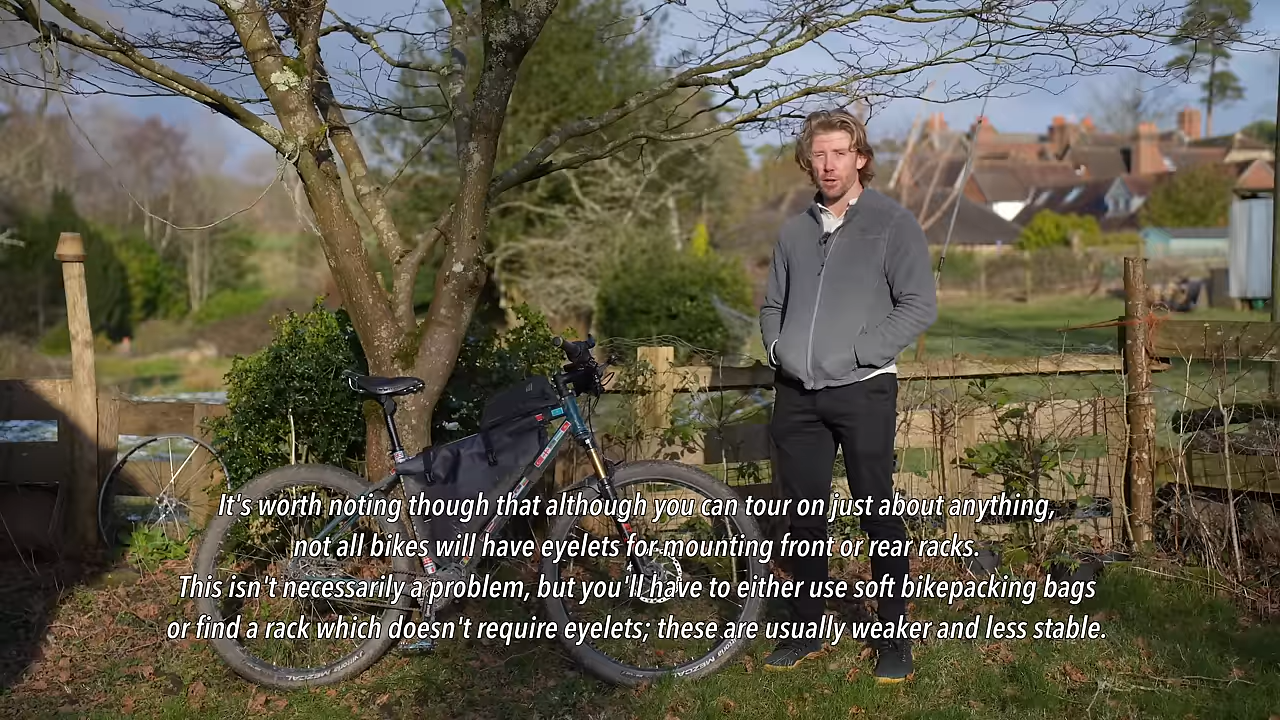 It's worth noting though that although you can tour on just about anything,
not all bikes will have eyelets for mounting front or rear racks.
This isn't necessarily a problem, but you'll have to either use soft bikepacking bags
or find a rack which doesn't require eyelets; these are usually weaker and less stable.
MEZCAL
MEZCAL